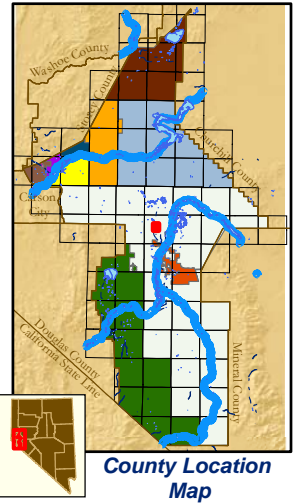 Washoe County
Storey County
Churchill County
Carson
City
Douglas County
California State Line
Mineral County
County Location
Map